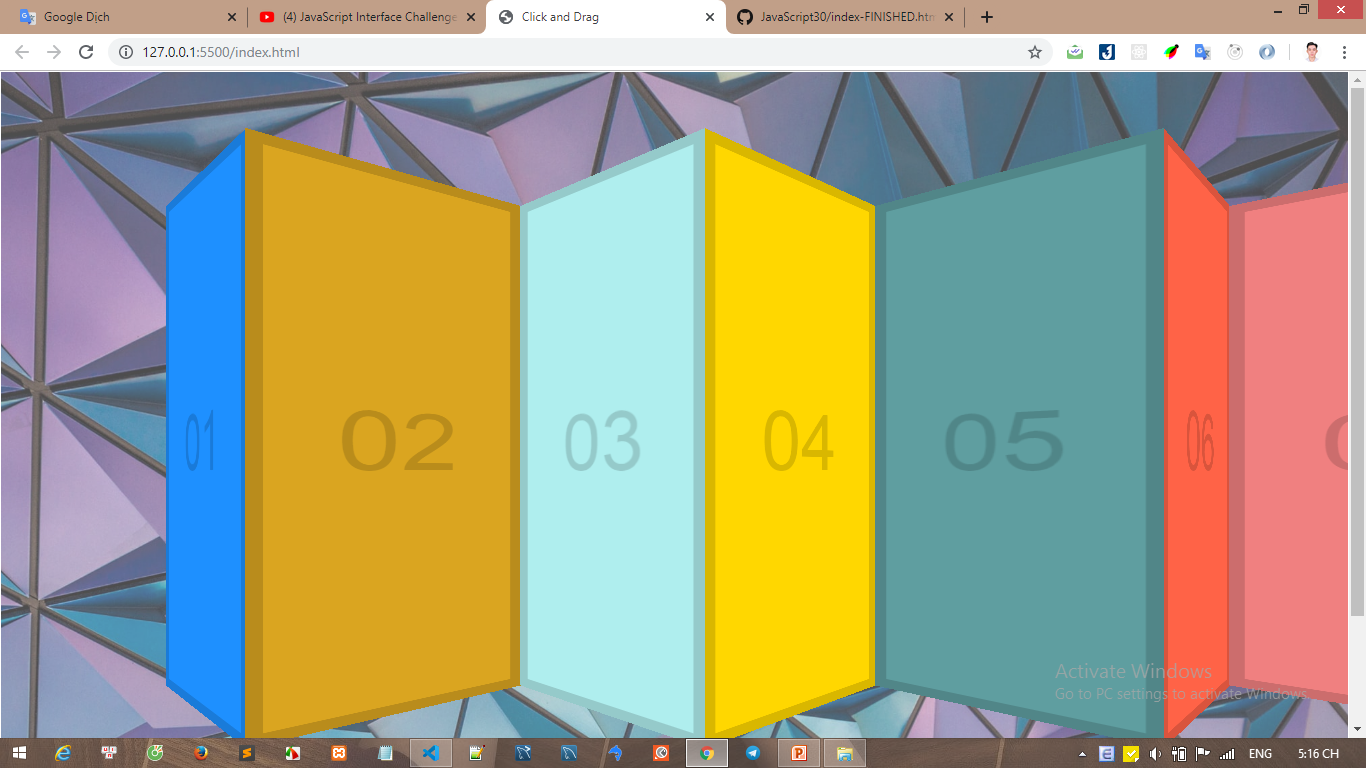 Google Dịch
(4) JavaScript Interface Challenge
Click and Drag
JavaScript30/index-FINISHED.htm
127.0.0.1:5500/index.html
01
02
03
04
05
06
Activate Windows
Go to PC settings to activate Windows.
ENG
5:16 CH